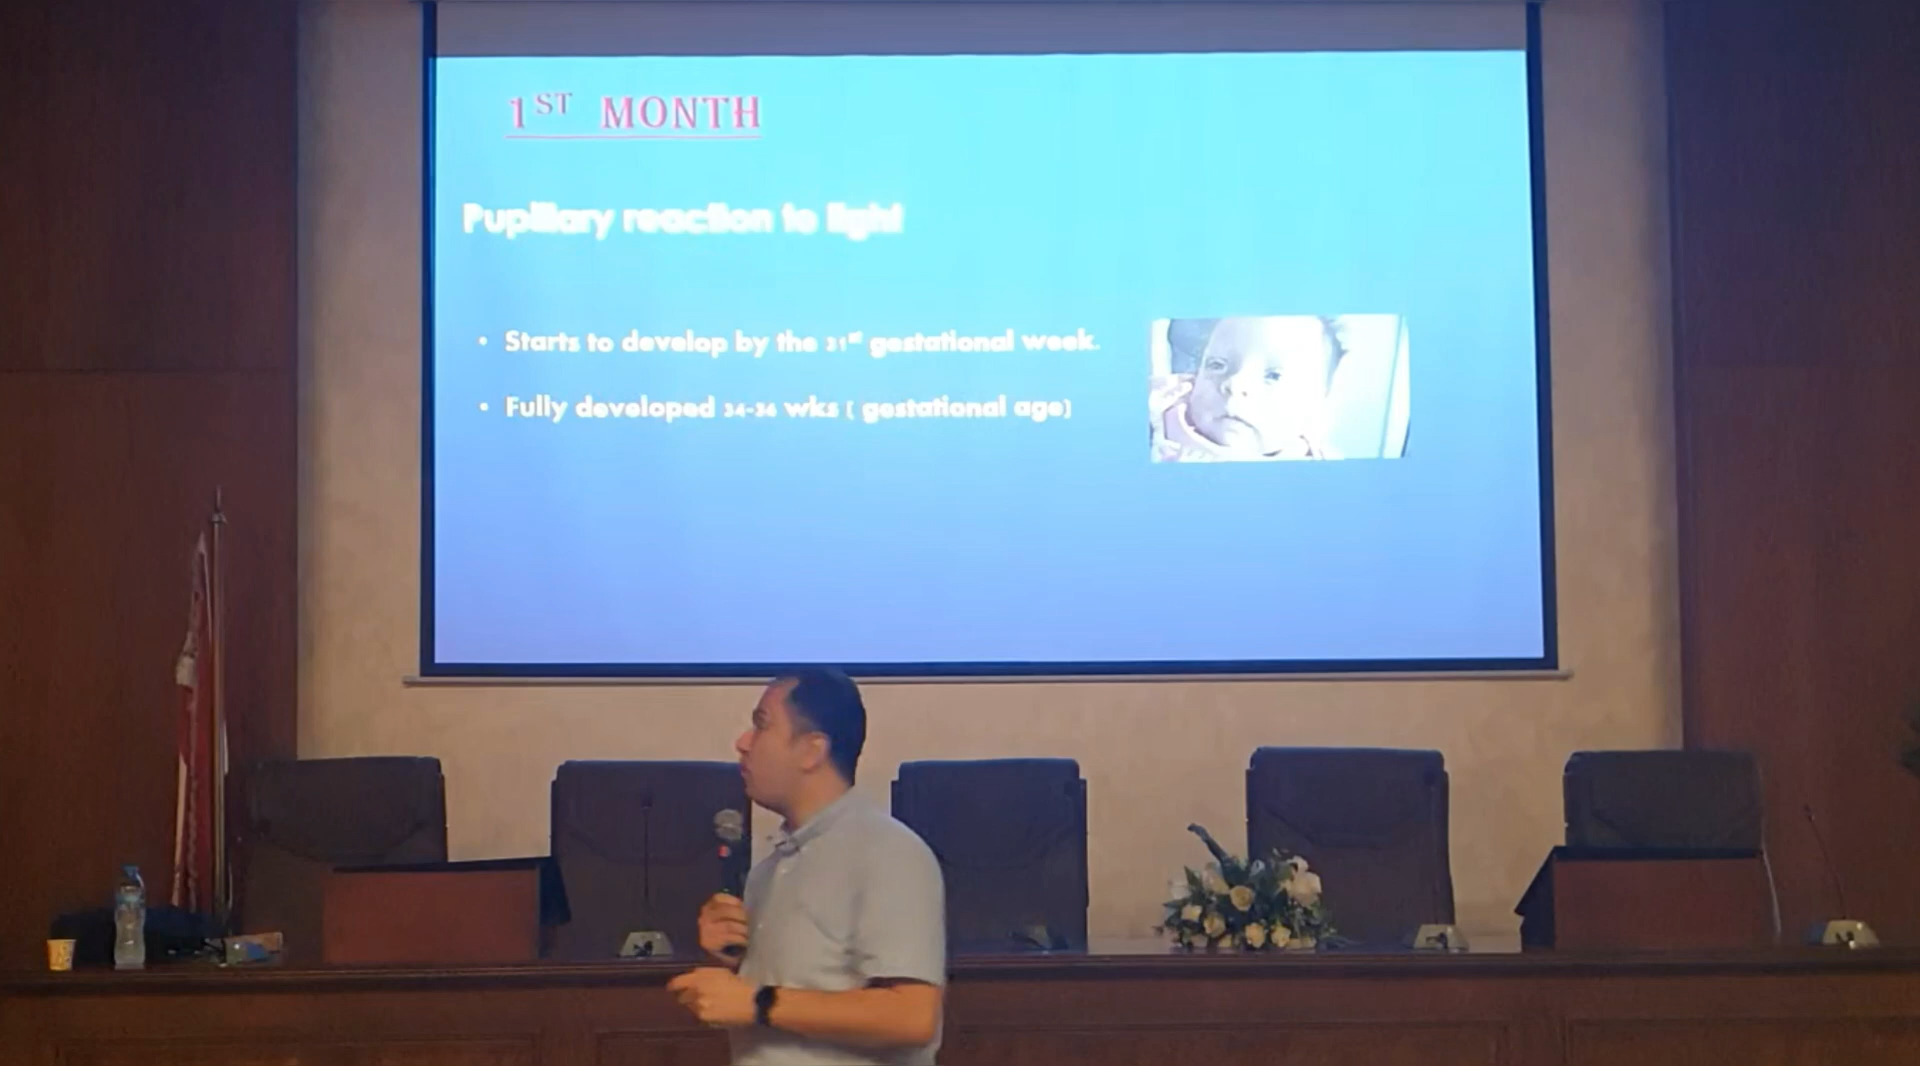 1ST MONTH
Pupillary reaction to light
• Starts to develop by the 31st gestational week.
• Fully developed 34-36 wks ( gestational age)